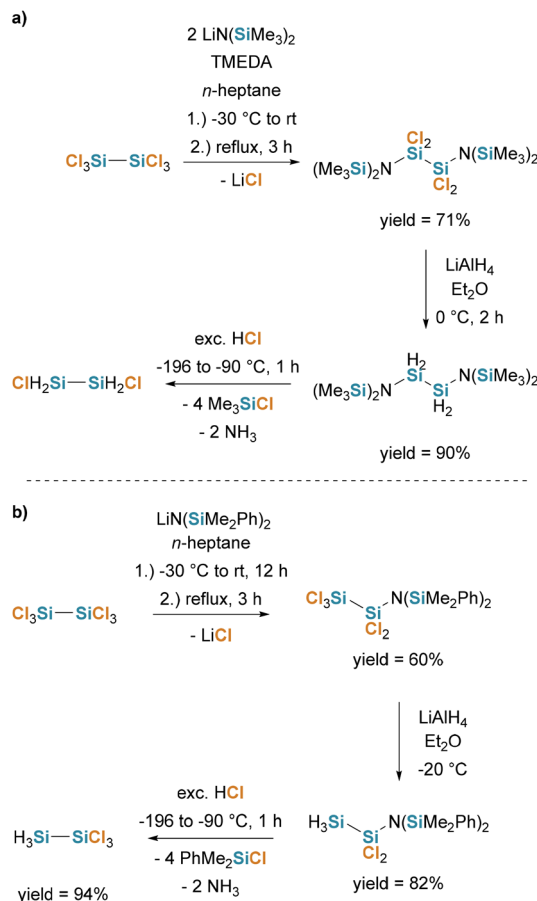 a)
2 LiN(SiMe₃)₂
TMEDA
n-heptane
1.) -30 °C to rt
2.) reflux, 3 h
- LiCl
Cl₃Si—SiCl₃
Cl₂
(Me₃Si)₂N Si Si N(SiMe₃)₂
Cl₂
yield = 71%
LiAlH₄
Et₂O
0 °C, 2 h
exc. HCl
-196 to -90 °C, 1 h
- 4 Me₃SiCl
- 2 NH₃
ClH₂Si—SiH₂Cl
H₂
(Me₃Si)₂N Si Si N(SiMe₃)₂
H₂
yield = 90%
b)
LiN(SiMe₂Ph)₂
n-heptane
1.) -30 °C to rt, 12 h
2.) reflux, 3 h
- LiCl
Cl₃Si—SiCl₃
Cl₃Si Si N(SiMe₂Ph)₂
Cl₂
yield = 60%
LiAlH₄
Et₂O
-20 °C
exc. HCl
-196 to -90 °C, 1 h
- 4 PhMe₂SiCl
- 2 NH₃
H₃Si—SiCl₃
yield = 94%
H₃Si Si N(SiMe₂Ph)₂
Cl₂
yield = 82%